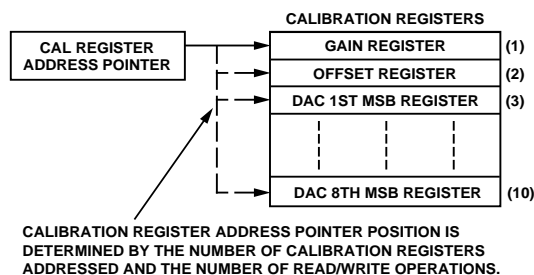 CALIBRATION REGISTERS
CAL REGISTER
ADDRESS POINTER
GAIN REGISTER (1)
OFFSET REGISTER (2)
DAC 1ST MSB REGISTER (3)
DAC 8TH MSB REGISTER (10)
CALIBRATION REGISTER ADDRESS POINTER POSITION IS
DETERMINED BY THE NUMBER OF CALIBRATION REGISTERS
ADDRESSED AND THE NUMBER OF READ/WRITE OPERATIONS.